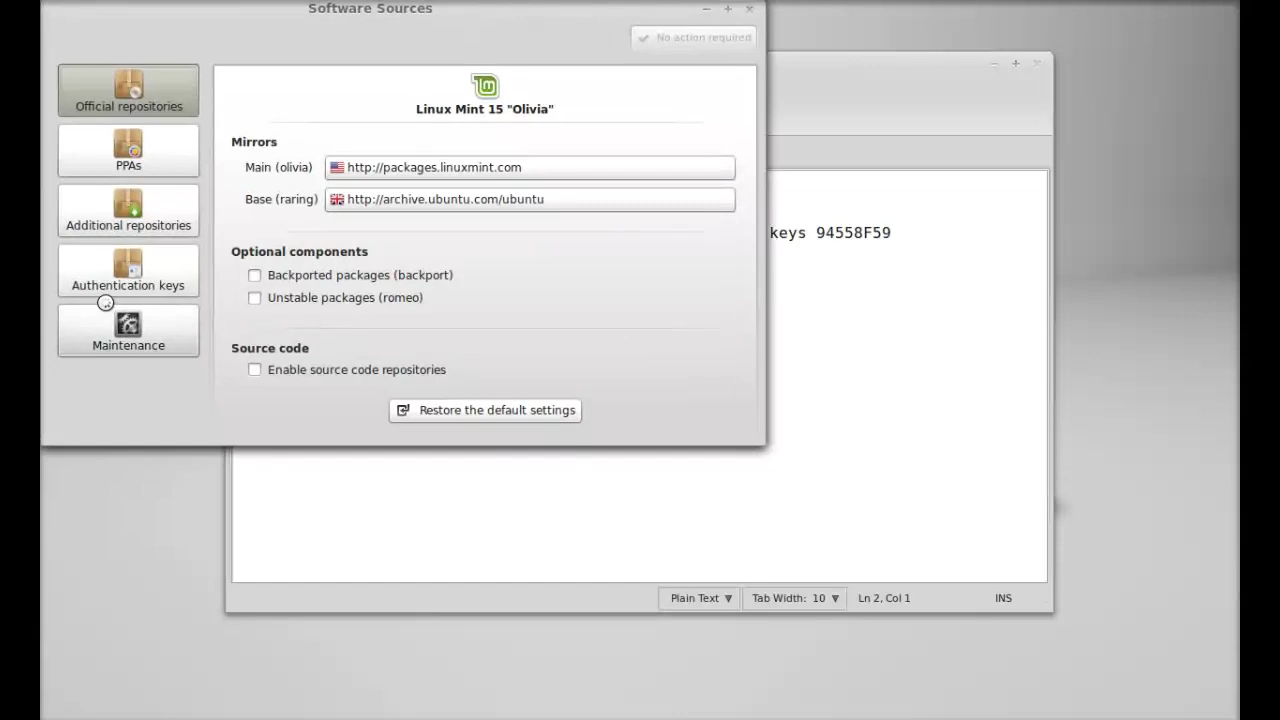 Software Sources
No action required
Official repositories
PPAs
Additional repositories
Authentication keys
Maintenance
Linux Mint 15 "Olivia"
Mirrors
Main (olivia) http://packages.linuxmint.com
Base (raring) http://archive.ubuntu.com/ubuntu
Optional components
Backported packages (backport)
Unstable packages (romeo)
Source code
Enable source code repositories
Restore the default settings
keys 94558F59
Plain Text Tab Width: 10 Ln 2, Col 1 INS